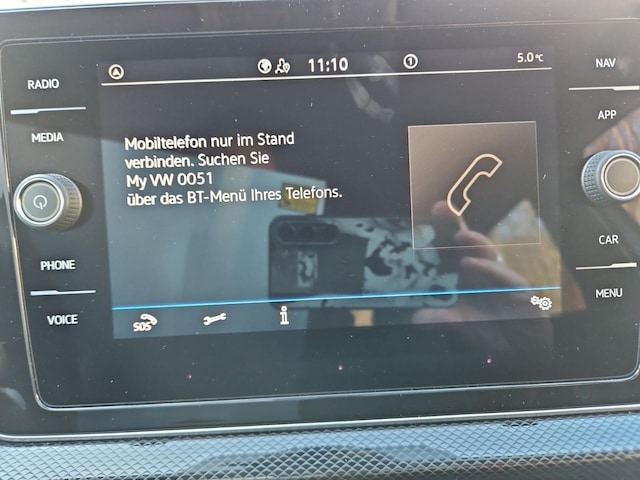 11:10
1
5.0°C
RADIO
MEDIA
PHONE
VOICE
Mobiltelefon nur im Stand
verbinden. Suchen Sie
My VW 0051
über das BT-Menü Ihres Telefons.
SOS
i
NAV
APP
CAR
MENU